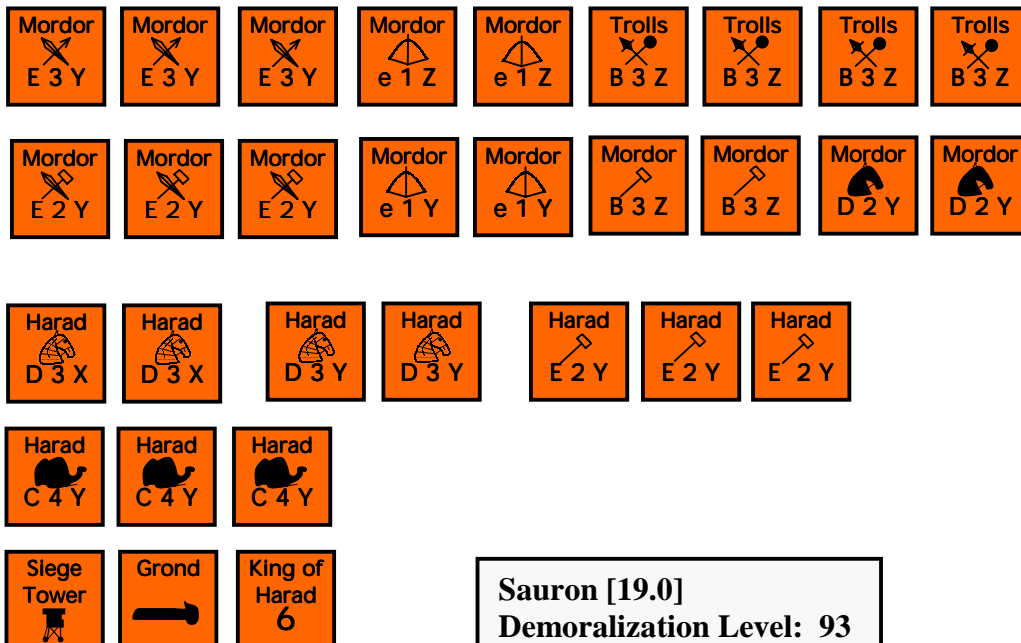 Mordor Mordor Mordor Mordor Mordor Trolls Trolls Trolls Trolls
E 3 Y E 3 Y E 3 Y e 1 Z e 1 Z B 3 Z B 3 Z B 3 Z B 3 Z
Mordor Mordor Mordor Mordor Mordor Mordor Mordor Mordor Mordor
E 2 Y E 2 Y E 2 Y e 1 Y e 1 Y B 3 Z B 3 Z D 2 Y D 2 Y
Harad Harad Harad Harad Harad Harad Harad
D 3 X D 3 X D 3 Y D 3 Y E 2 Y E 2 Y E 2 Y
Harad Harad Harad
C 4 Y C 4 Y C 4 Y
Siege Grond King of
Tower Harad
6
Sauron [19.0]
Demoralization Level: 93